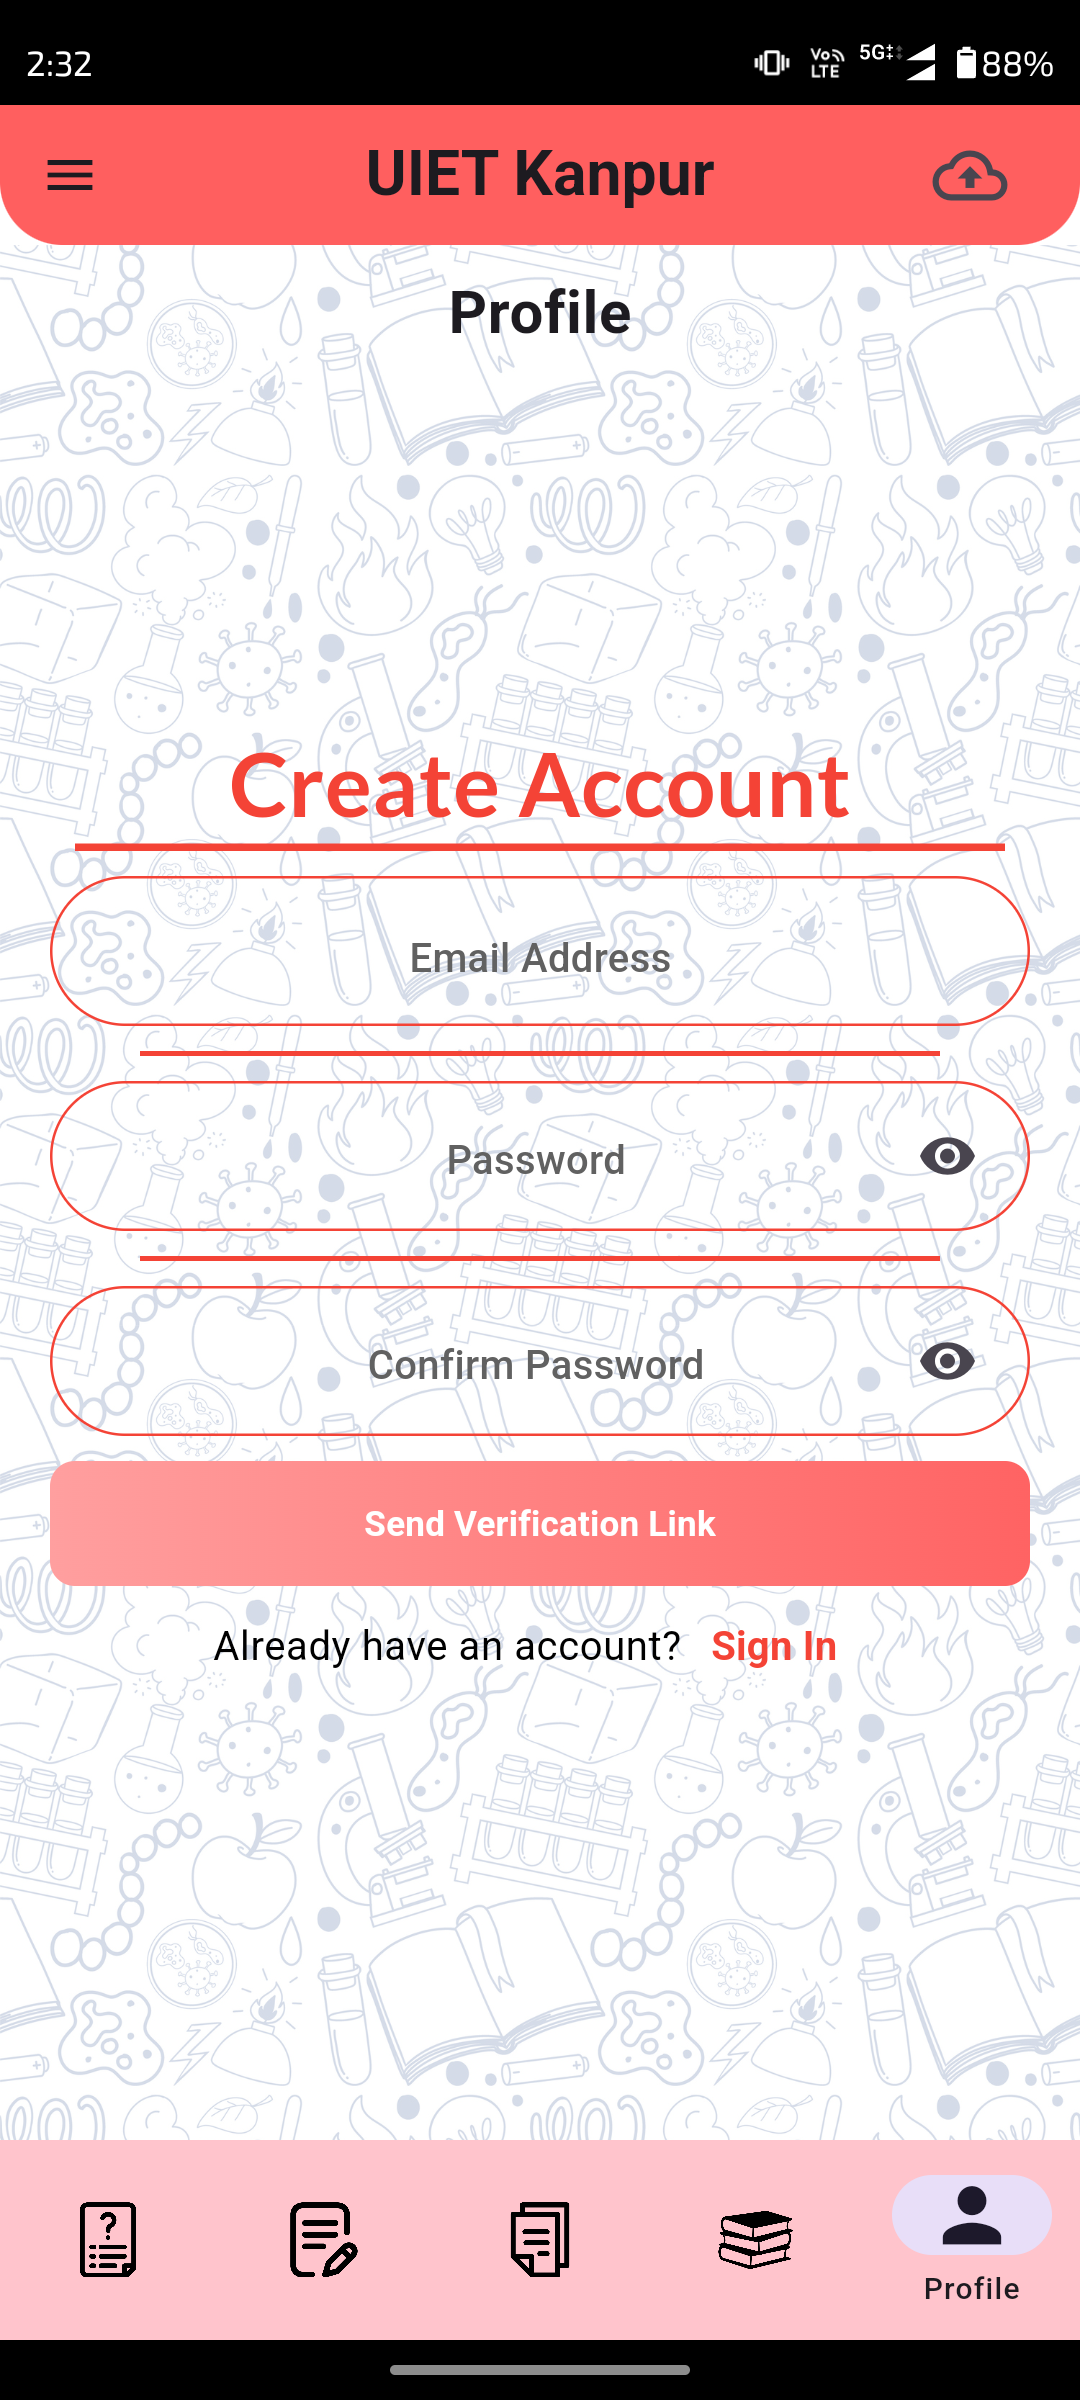 2:32
Vo LTE 5G 88%
UIET Kanpur
Profile
Create Account
Email Address
Password
Confirm Password
Send Verification Link
Already have an account? Sign In
?
Profile